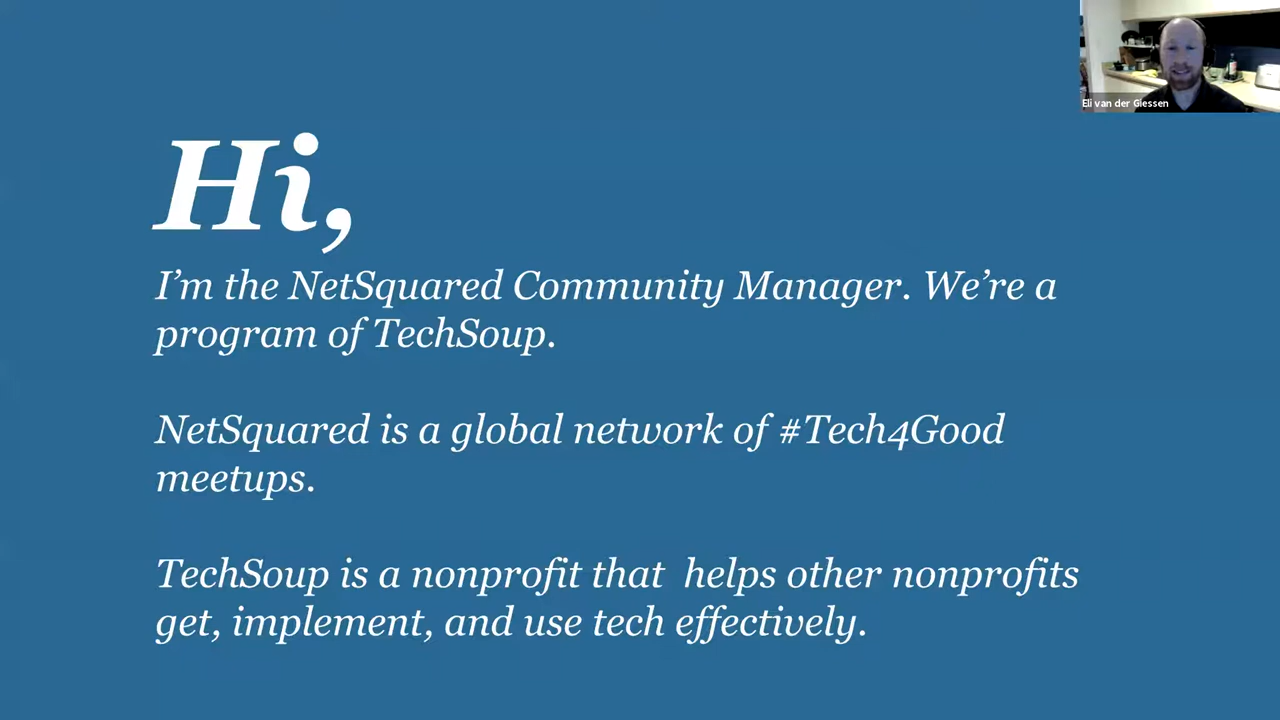 Eli van der Giessen
Hi,
I’m the NetSquared Community Manager. We’re a
program of TechSoup.
NetSquared is a global network of #Tech4Good
meetups.
TechSoup is a nonprofit that  helps other nonprofits
get, implement, and use tech effectively.